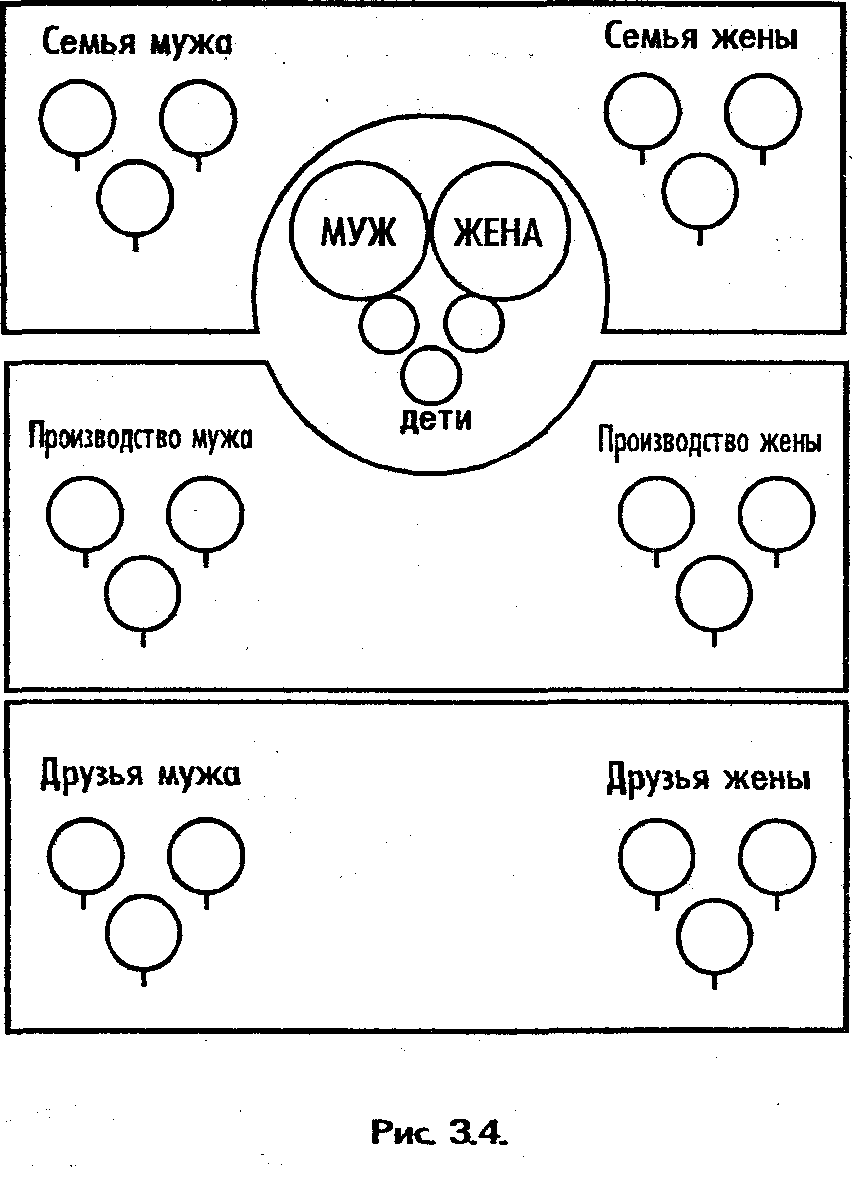 Семья мужа
Семья жены
МУЖ
ЖЕНА
дети
Производство мужа
Производство жены
Друзья мужа
Друзья жены
Рис. 3.4.